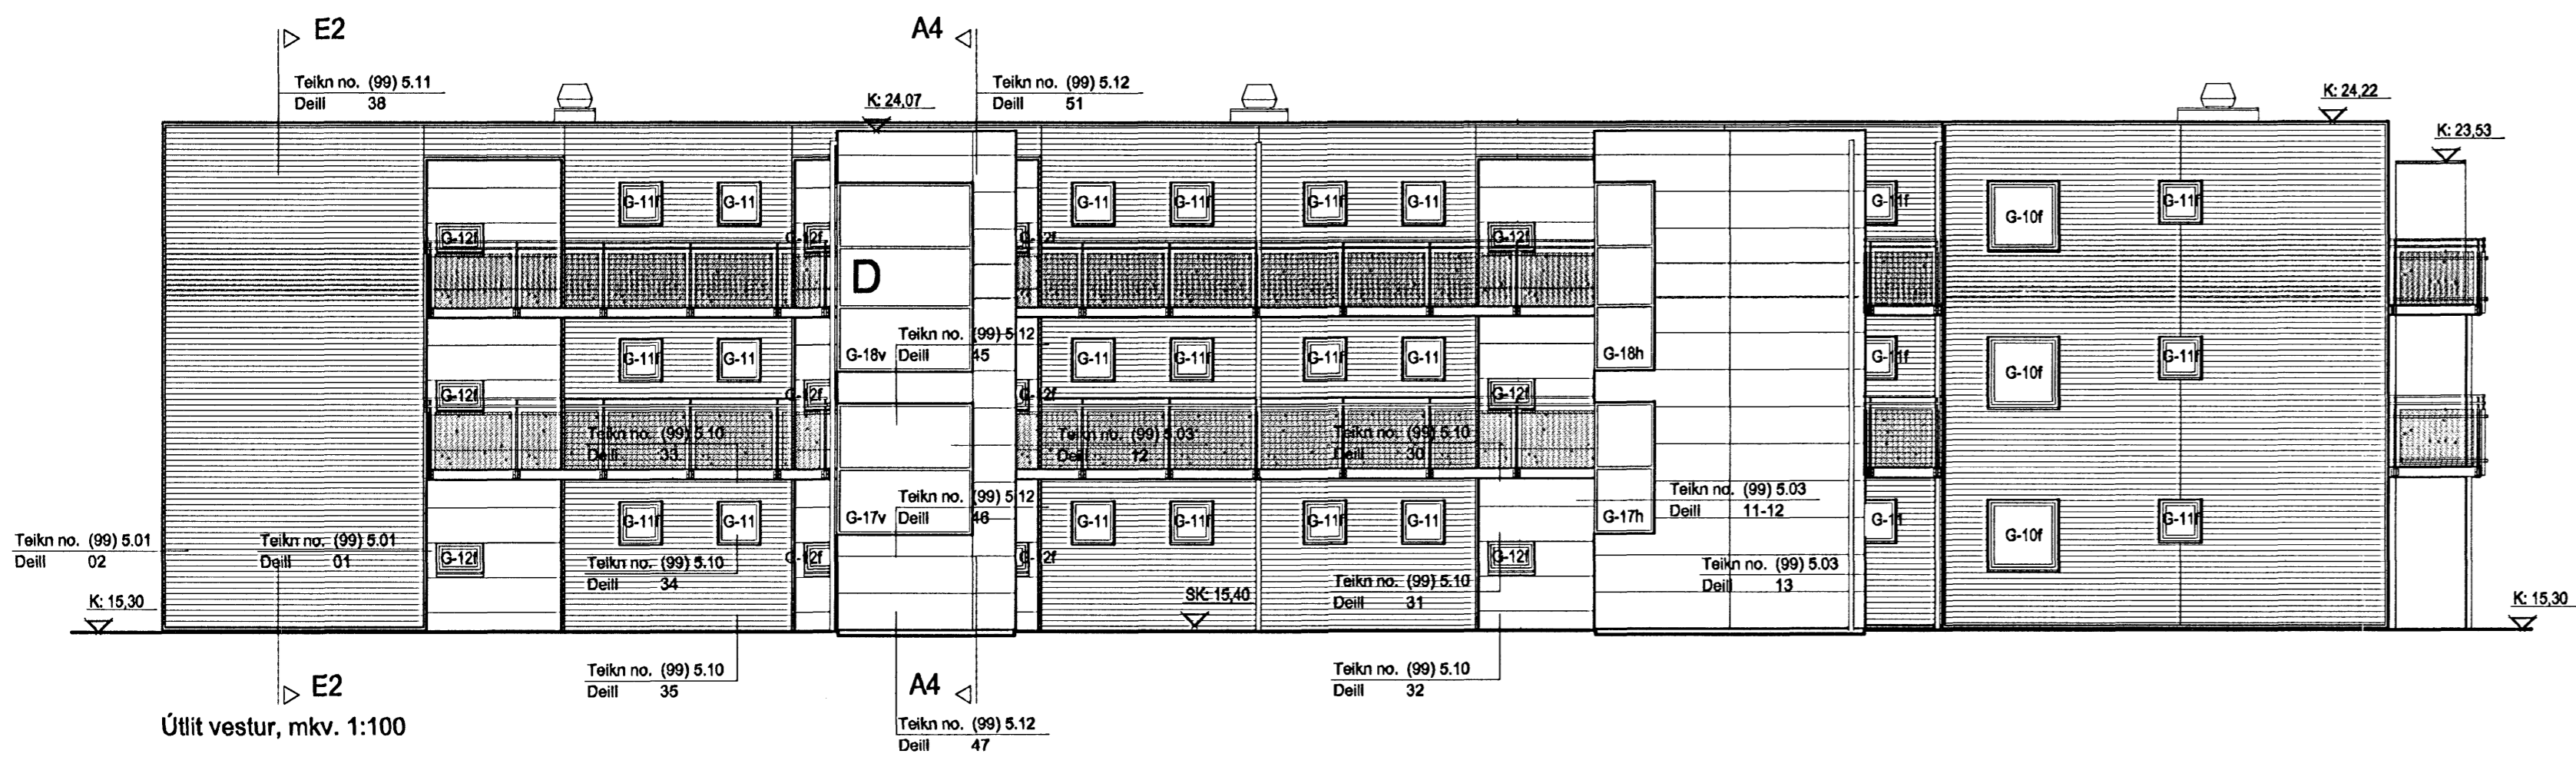 E2
A4
Teikn no. (99) 5.11
Deill 38
Teikn no. (99) 5.12
Deill 51
K: 24,07
K: 24,22
K: 23,53
G-11f
G-11
G-11
G-11f
G-11f
G-11
G-11f
G-10f
G-11f
G-12f
G-12f
G-12f
G-12f
D
Teikn no. (99) 5.12
G-18v
Deill 45
G-11f
G-11
G-11
G-11f
G-11f
G-11
G-18h
G-11f
G-10f
G-11f
G-12f
G-12f
G-12f
G-12f
Teikn no. (99) 5.10
Deill 33
Teikn no. (99) 5.03
Deill 12
Teikn no. (99) 5.10
Deill 30
Teikn no. (99) 5.12
G-17v
Deill 46
Teikn no. (99) 5.03
Deill 11-12
G-11f
G-11
G-11
G-11f
G-11f
G-11
G-17h
G-11
G-10f
G-11f
Teikn no. (99) 5.01
Deill 02
Teikn no. (99) 5.01
Deill 01
G-12f
G-12f
G-12f
G-12f
Teikn no. (99) 5.10
Deill 34
Teikn no. (99) 5.10
Deill 31
Teikn no. (99) 5.03
Deill 13
K: 15,30
SK: 15,40
K: 15,30
Teikn no. (99) 5.10
Deill 35
Teikn no. (99) 5.10
Deill 32
E2
A4
Útlit vestur, mkv. 1:100
Teikn no. (99) 5.12
Deill 47